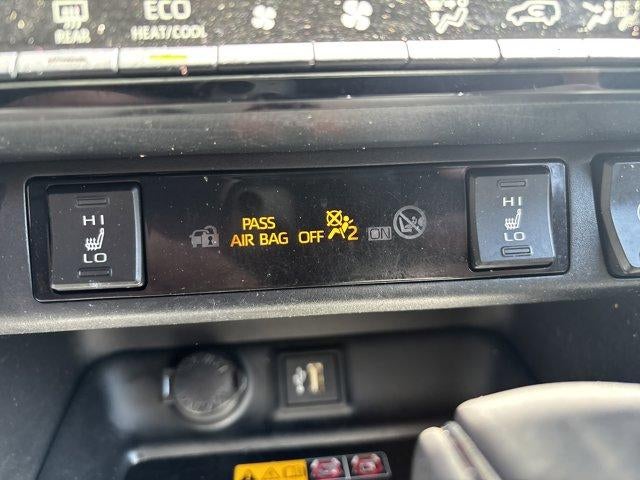 REAR
ECO
HEAT/COOL
HI
LO
PASS
AIR BAG OFF 2 ON
HI
LO